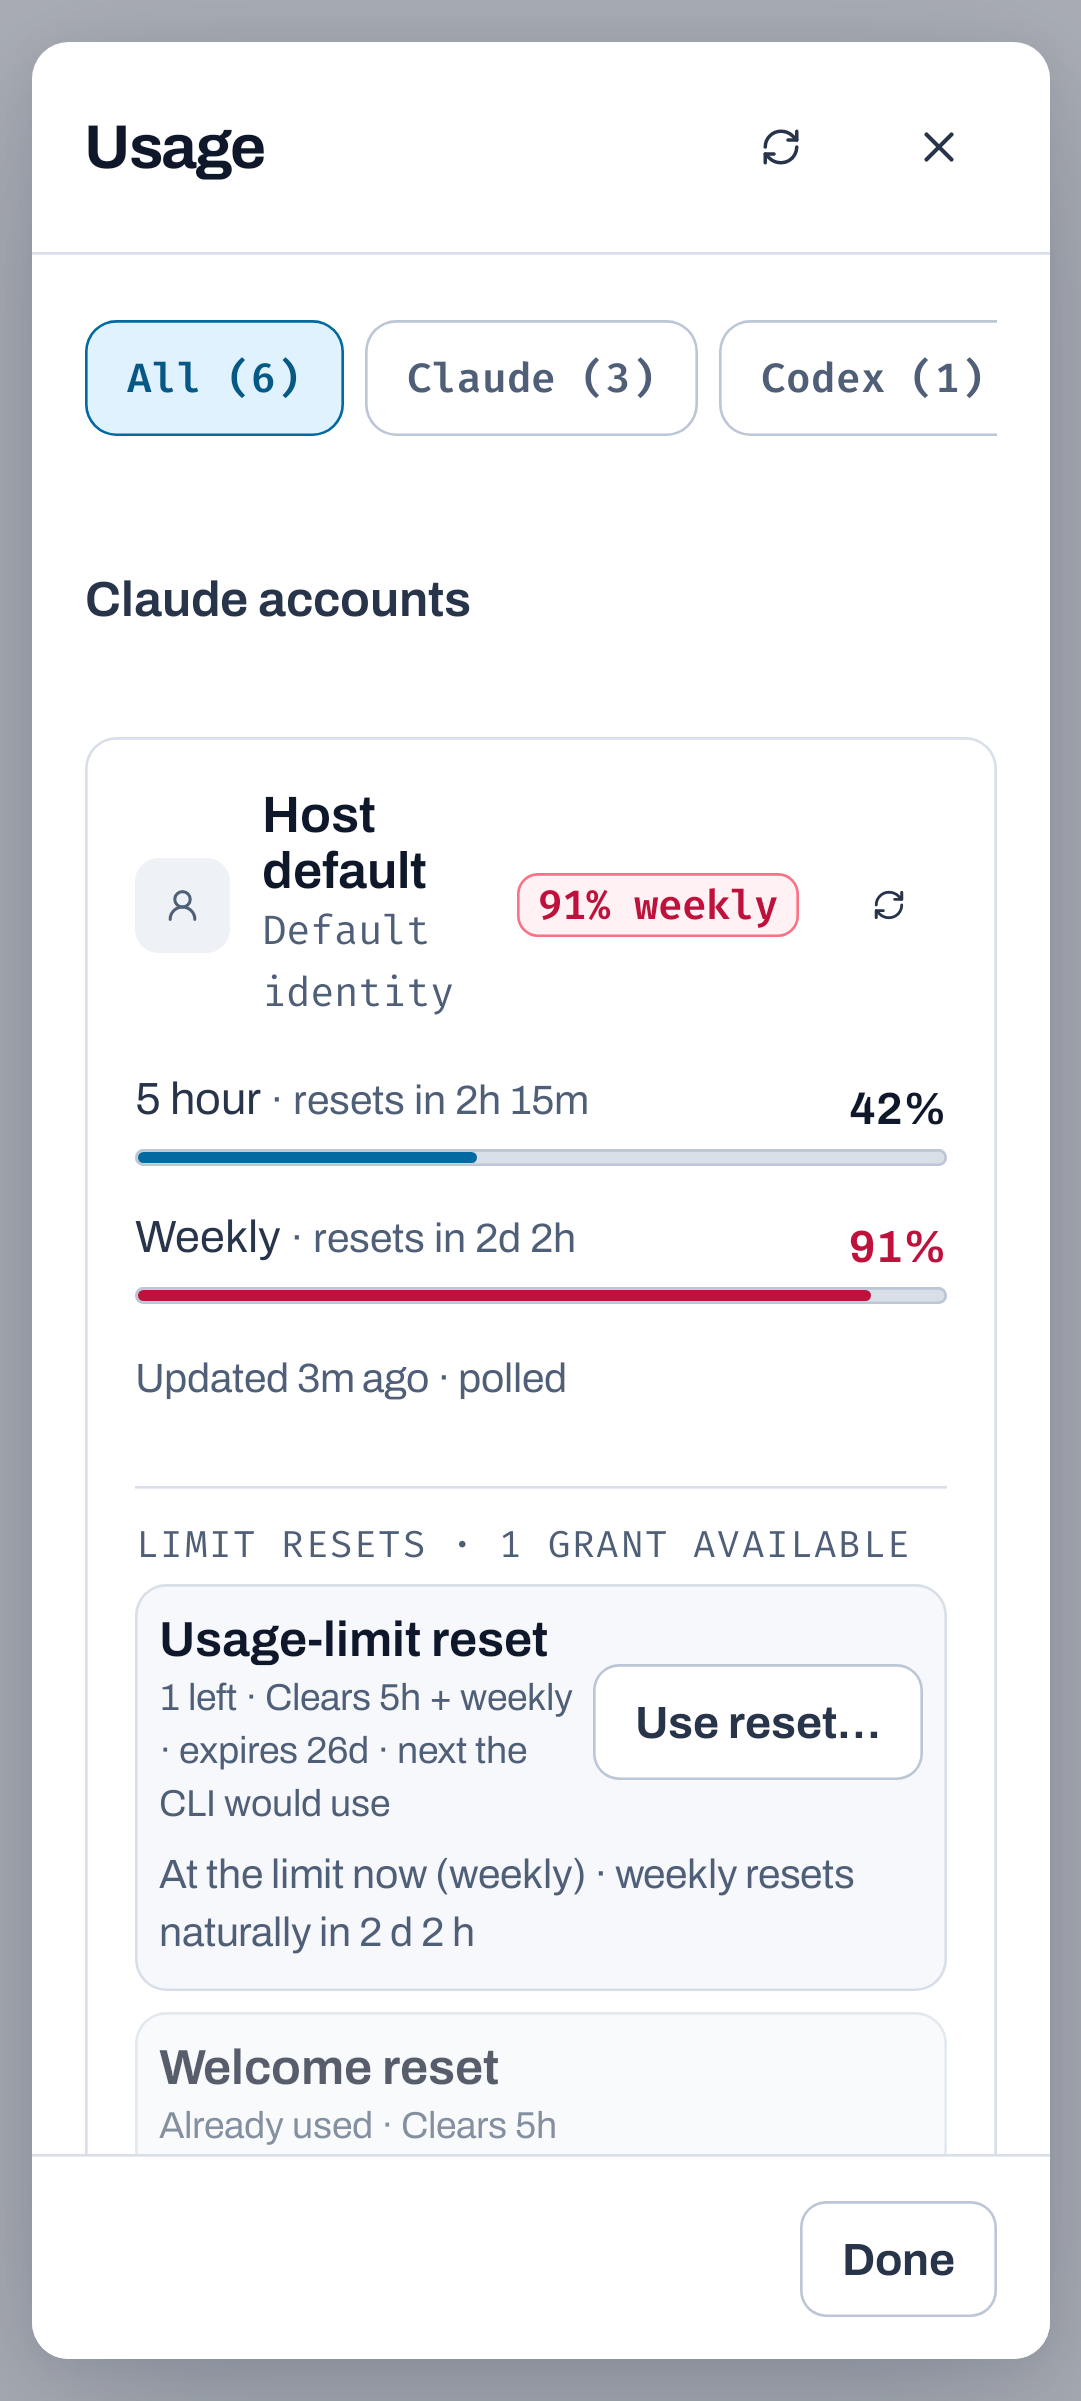 Usage
All (6)
Claude (3)
Codex (1)
Claude accounts
Host
default
Default
identity
91% weekly
5 hour · resets in 2h 15m
42%
Weekly · resets in 2d 2h
91%
Updated 3m ago · polled
LIMIT RESETS · 1 GRANT AVAILABLE
Usage-limit reset
1 left · Clears 5h + weekly
· expires 26d · next the
CLI would use
Use reset...
At the limit now (weekly) · weekly resets
naturally in 2 d 2 h
Welcome reset
Already used · Clears 5h
Done